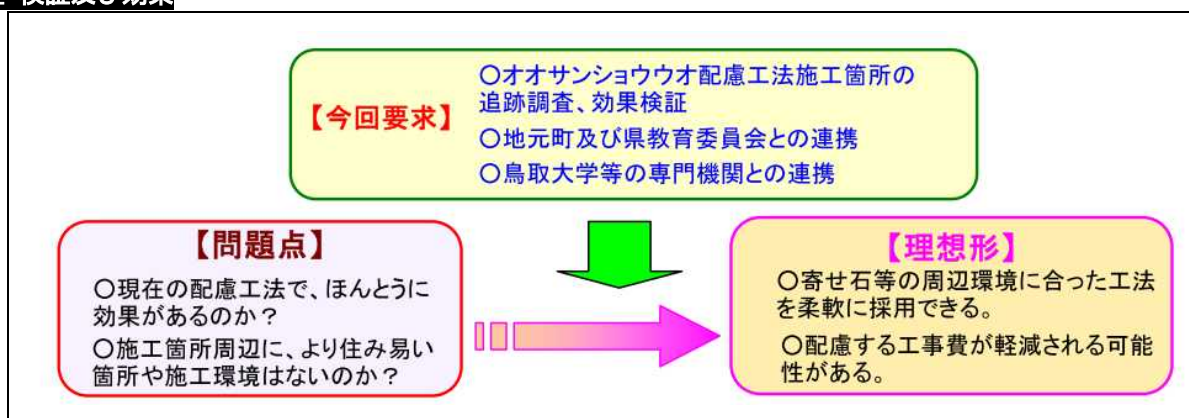 検証及び効果
【今回要求】
○オオサンショウウオ配慮工法施工箇所の
追跡調査、効果検証
○地元町及び県教育委員会との連携
○鳥取大学等の専門機関との連携
【問題点】
○現在の配慮工法で、ほんとうに
効果があるのか？
○施工箇所周辺に、より住み易い
箇所や施工環境はないのか？
【理想形】
○寄せ石等の周辺環境に合った工法
を柔軟に採用できる。
○配慮する工事費が軽減される可能
性がある。